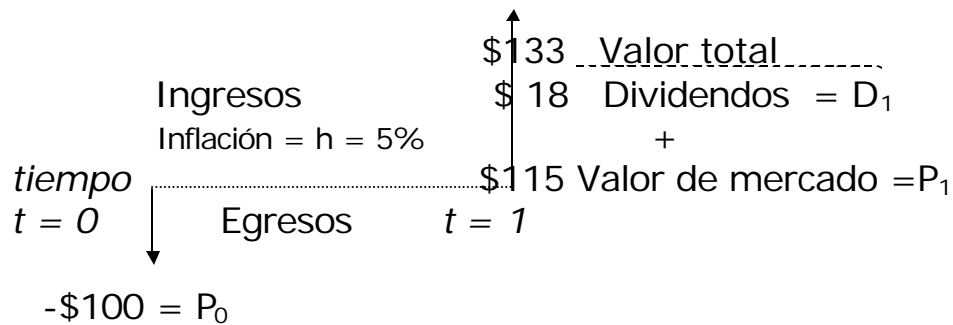 $133 Valor total
Ingresos $ 18 Dividendos = D₁
Inflación = h = 5% +
tiempo $115 Valor de mercado =P₁
t = 0 Egresos t = 1
-$100 = P₀